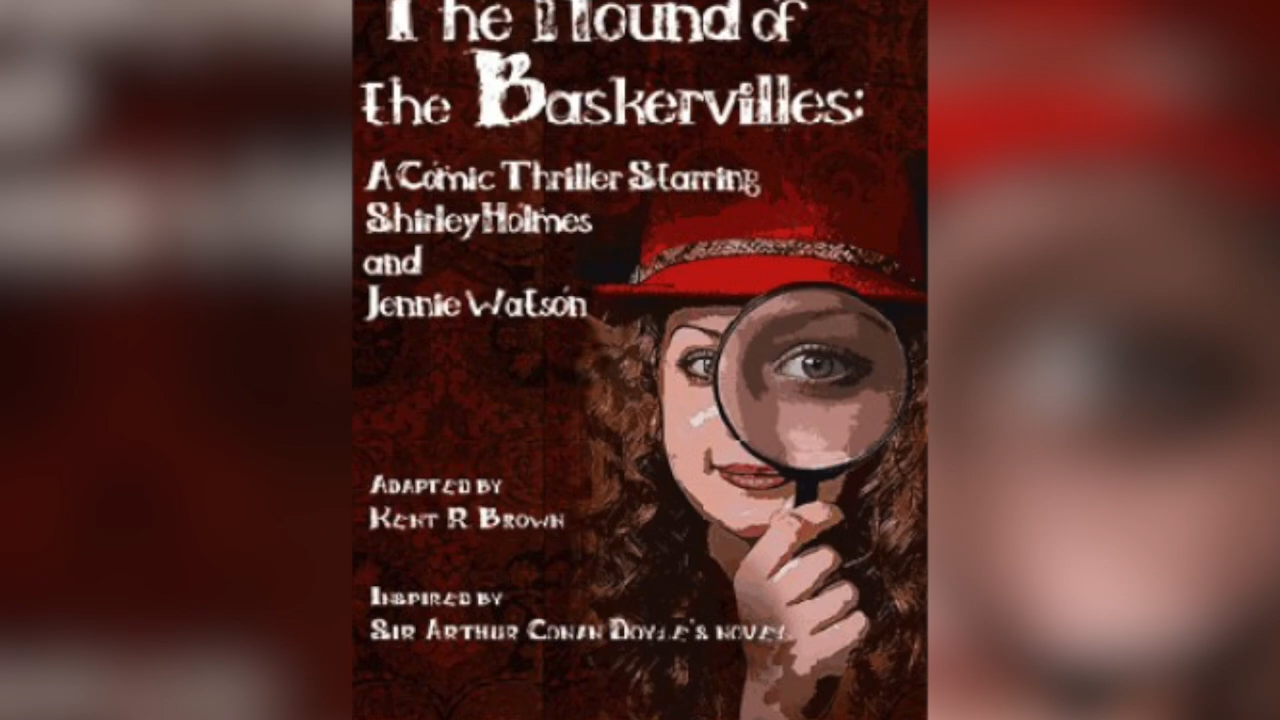 The Hound of
the Baskervilles:
A Comic Thriller Starring
Shirley Holmes
and
Jennie Watson
Adapted by
Kent R Brown
Inspired by
Sir Arthur Conan Doyle's novel